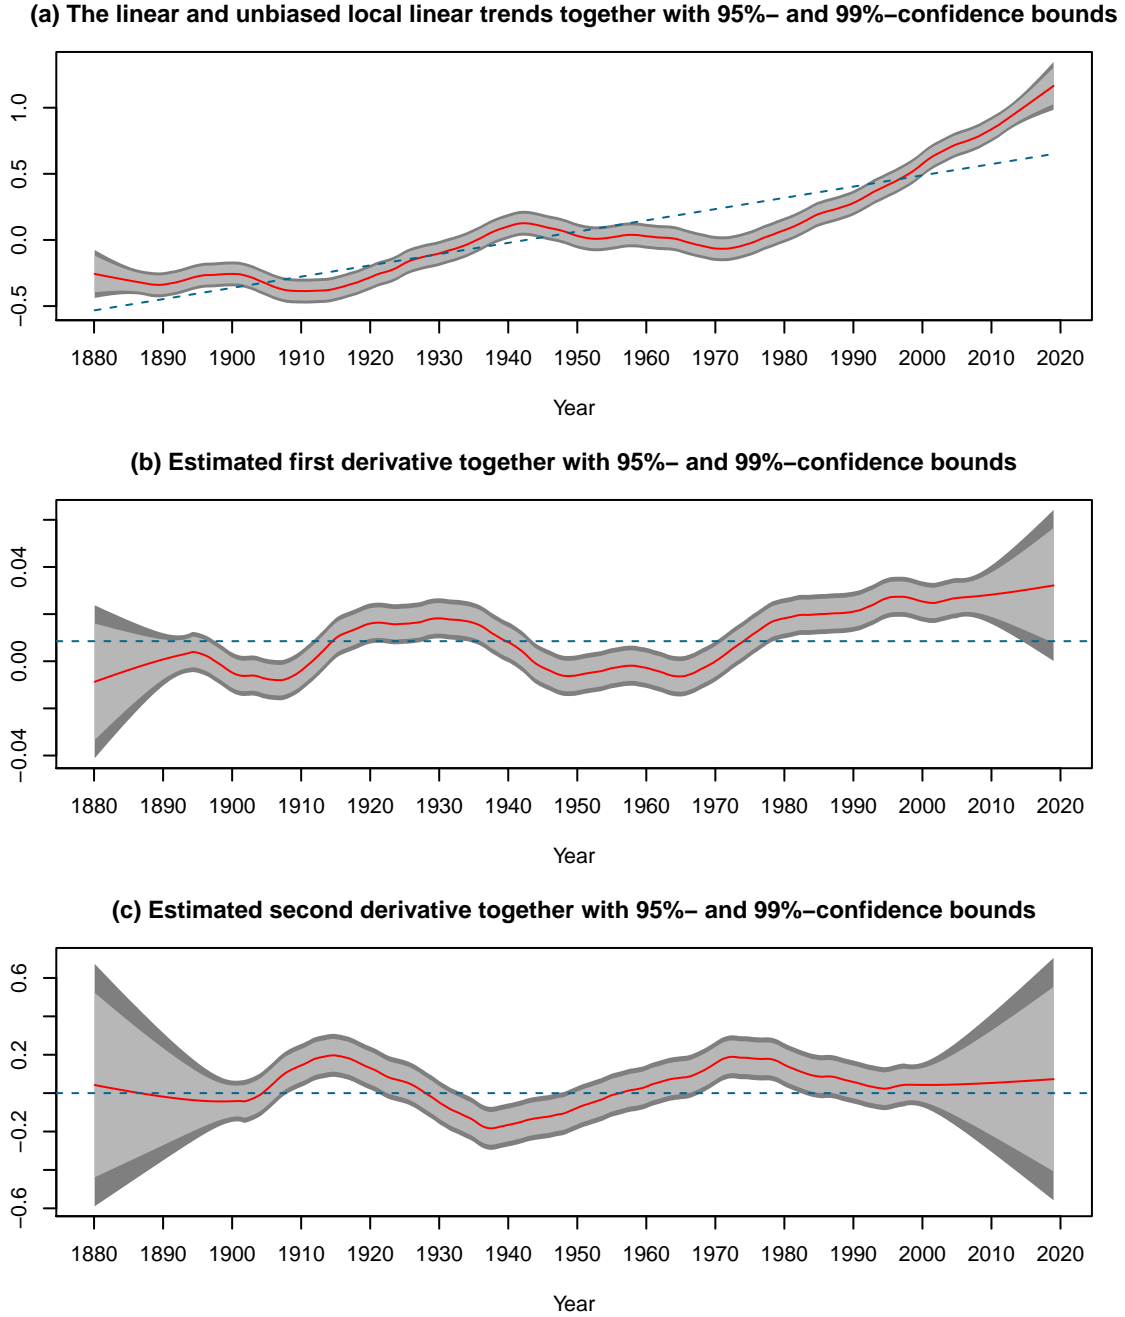 (a) The linear and unbiased local linear trends together with 95%− and 99%−confidence bounds
1.0
0.5
0.0
−0.5
1880 1890 1900 1910 1920 1930 1940 1950 1960 1970 1980 1990 2000 2010 2020
Year
(b) Estimated first derivative together with 95%− and 99%−confidence bounds
0.04
0.00
−0.04
1880 1890 1900 1910 1920 1930 1940 1950 1960 1970 1980 1990 2000 2010 2020
Year
(c) Estimated second derivative together with 95%− and 99%−confidence bounds
0.6
0.2
−0.2
−0.6
1880 1890 1900 1910 1920 1930 1940 1950 1960 1970 1980 1990 2000 2010 2020
Year